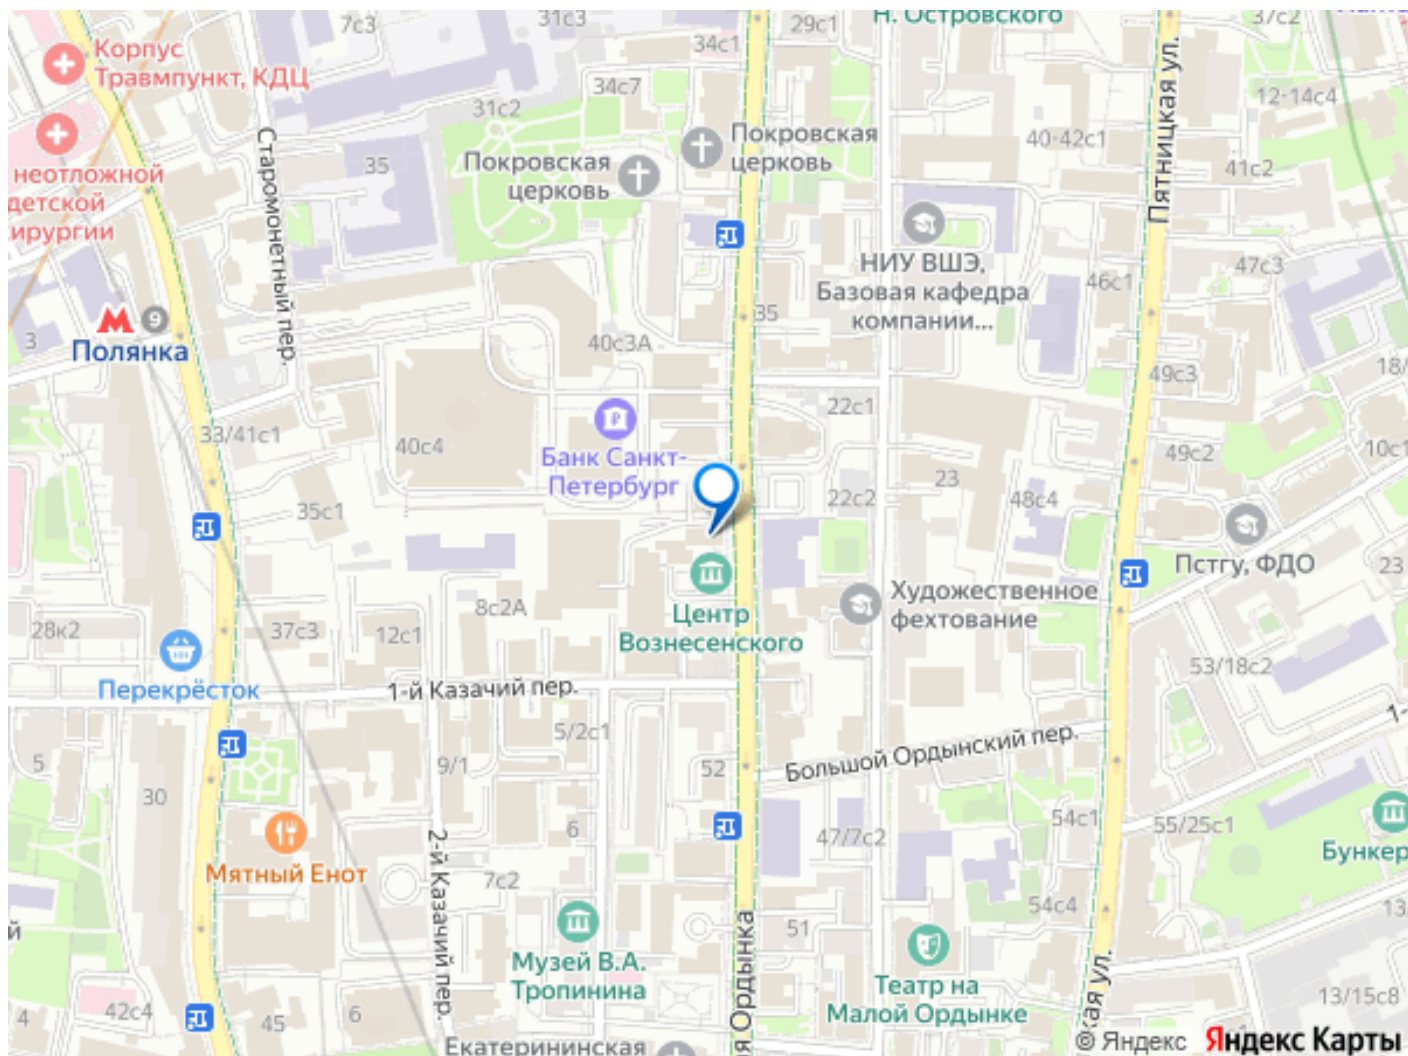 7с3
31с3
29с1
Н. Островского
37с2
34с1
Корпус
Травмпункт, КДЦ
34с7
31с2
12-14с4
Пятницкая ул.
Староmonетный пер.
неотложной
детской
ирургии
35
Покровская
церковь
Покровская
церковь
40-42с1
41с2
НИУ ВШЭ,
Базовая кафедра
компании...
46с1
47с3
9
Полянка
3
35
40с3А
49с3
18/
22с1
33/41с1
40с4
Банк Санкт-
Петербург
49с2
10с1
23
22с2
48с4
35с1
Пстгу, ФДО
23
Центр
Вознесенского
Художественное
фехтование
8с2А
28к2
37с3
12с1
53/18с2
Перекрёсток
1-й Казачий пер.
1-
5/2с1
Большой Ордынский пер.
5
9/1
52
30
6
47/7с2
54с1
55/25с1
Бункер
Мятный Енот
2-й Казачий пер.
7с2
54с4
13/
й
51
я Ордынка
Музей В.А.
Тропинина
Театр на
Малой Ордынке
кая ул.
13/15с8
42с4
4
45
6
Екатерининская
© Яндекс Яндекс Карты